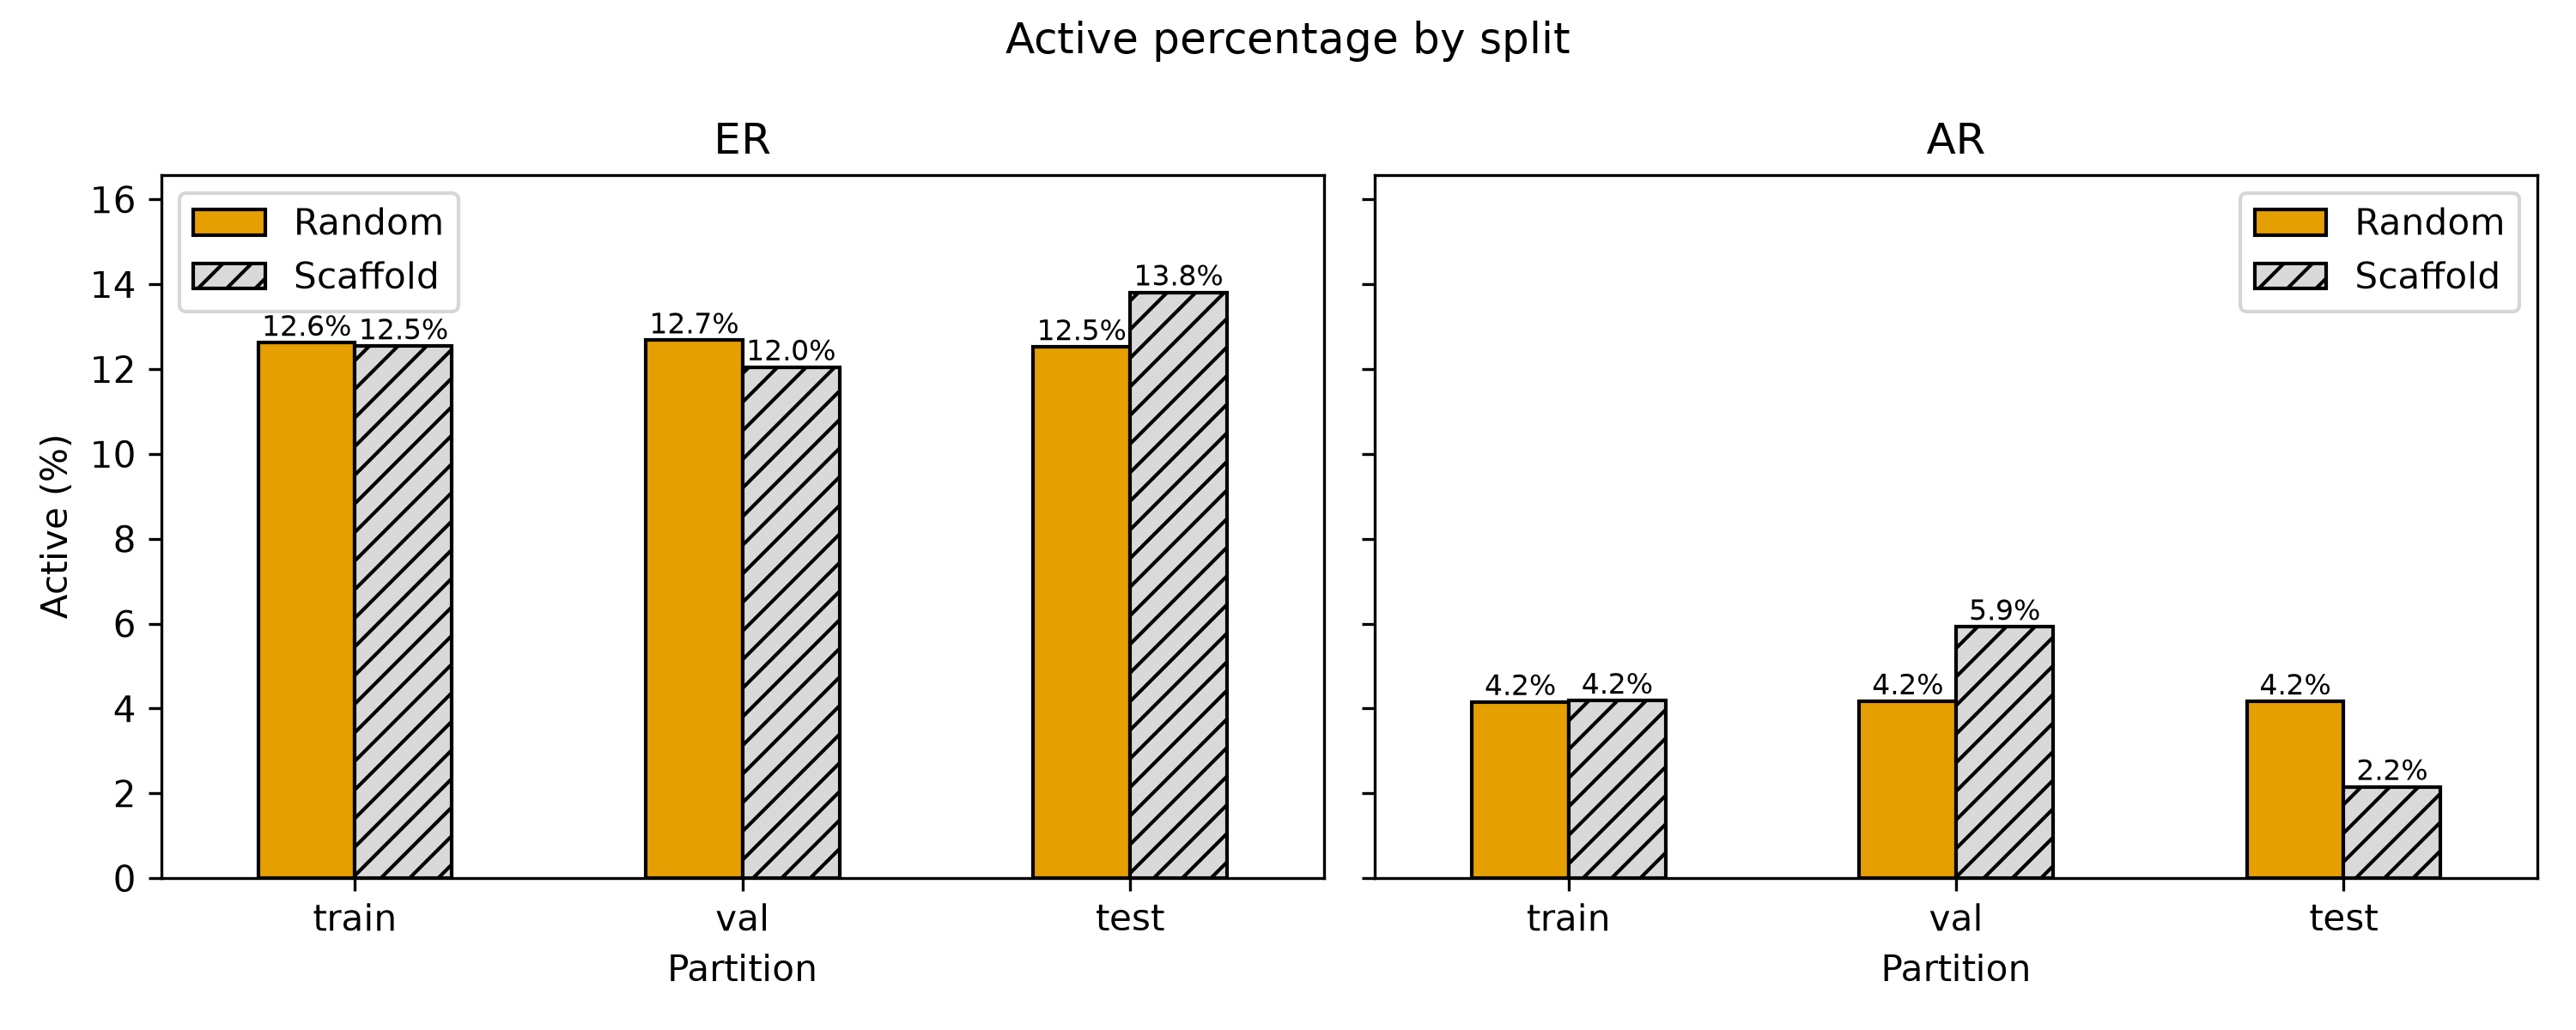 Active percentage by split
ER
Active (%)
16
14
12
10
8
6
4
2
0
Random
Scaffold
12.6% 12.5%
12.7%
12.0%
12.5%
13.8%
train val test
Partition
AR
Random
Scaffold
4.2% 4.2%
4.2%
5.9%
4.2%
2.2%
train val test
Partition